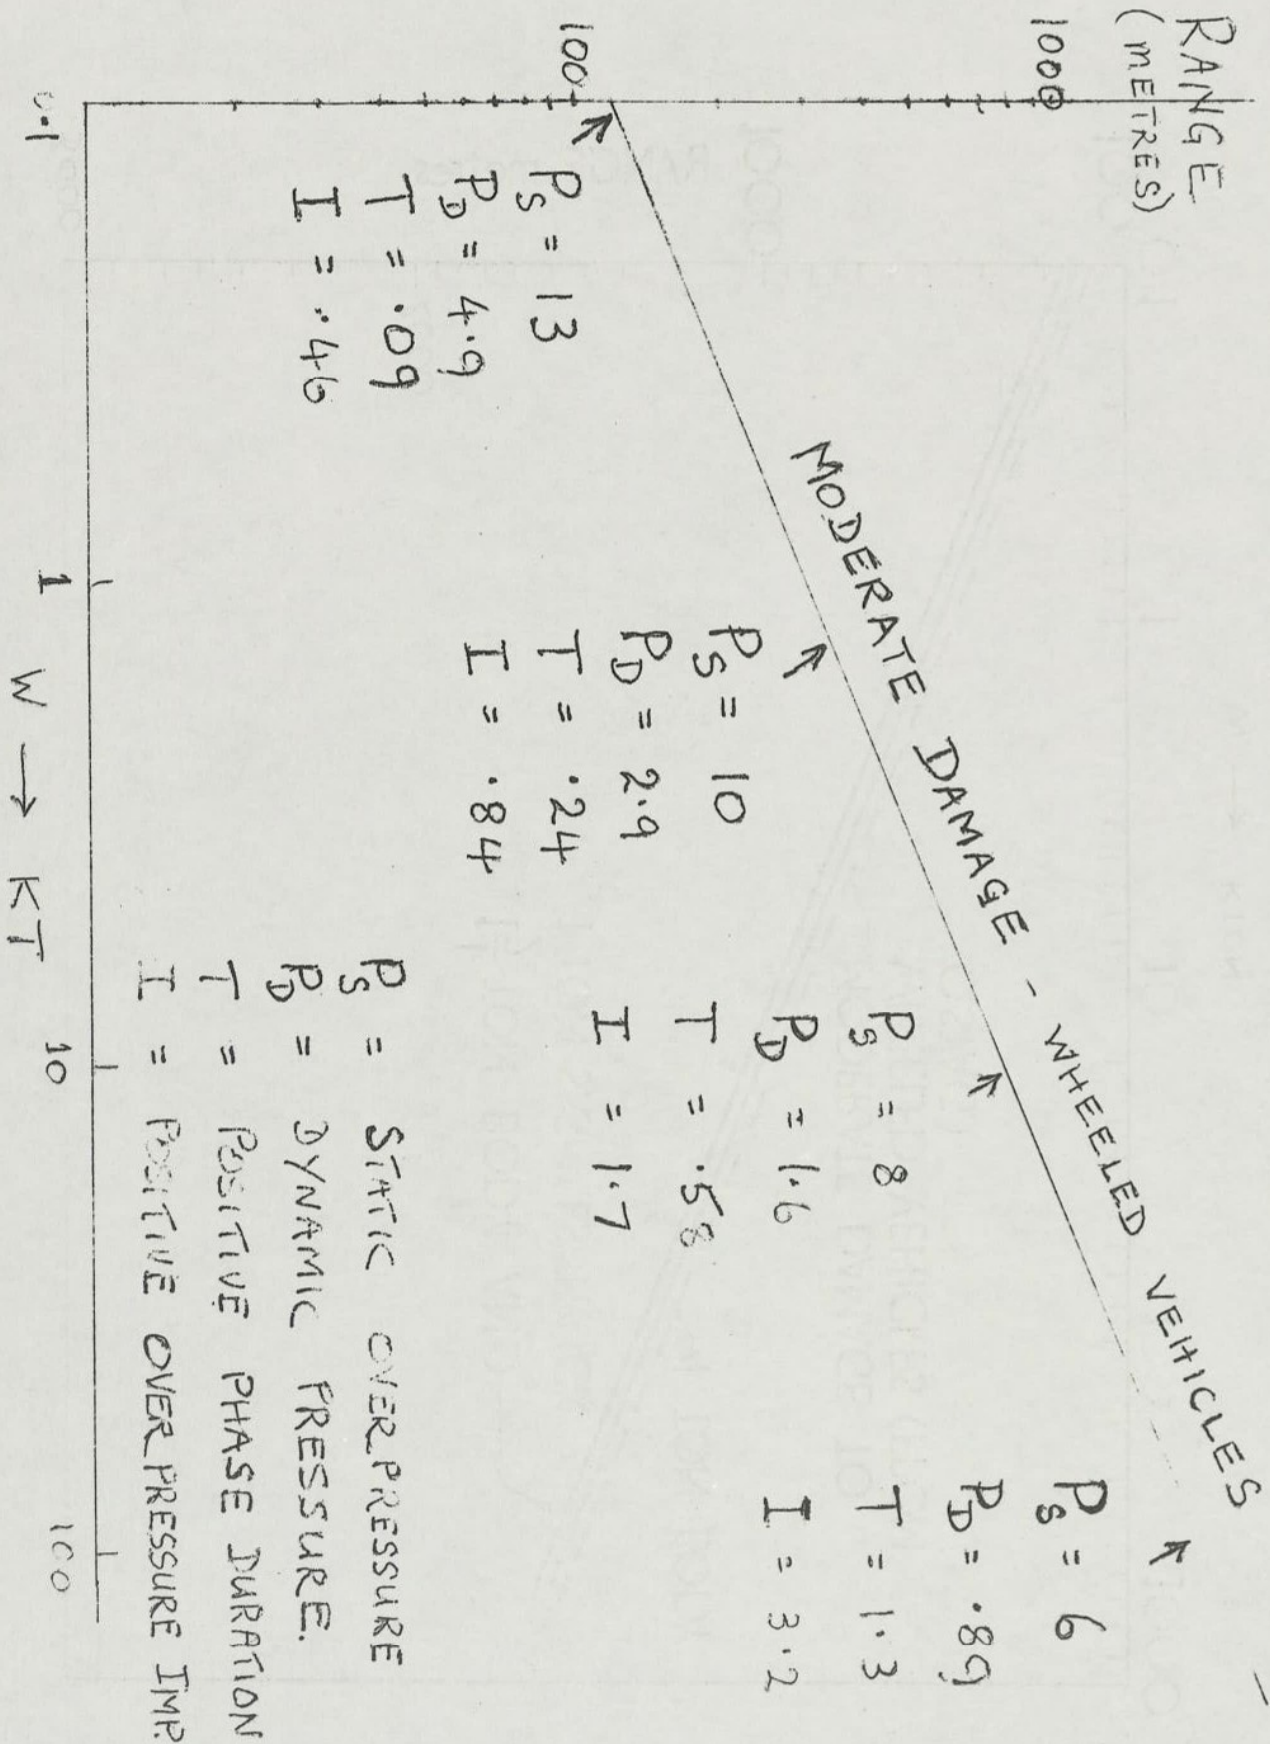 RANGE
(METRES)
1000
100
MODERATE DAMAGE - WHEELED VEHICLES
PS = 13
PD = 4.9
T = .09
I = .46
PS = 10
PD = 2.9
T = .24
I = .84
PS = 8
PD = 1.6
T = .58
I = 1.7
PS = 6
PD = .89
T = 1.3
I = 3.2
PS = STATIC OVERPRESSURE
PD = DYNAMIC PRESSURE.
T = POSITIVE PHASE DURATION
I = POSITIVE OVERPRESSURE IMP.
0.1 1 10 100
W → KT